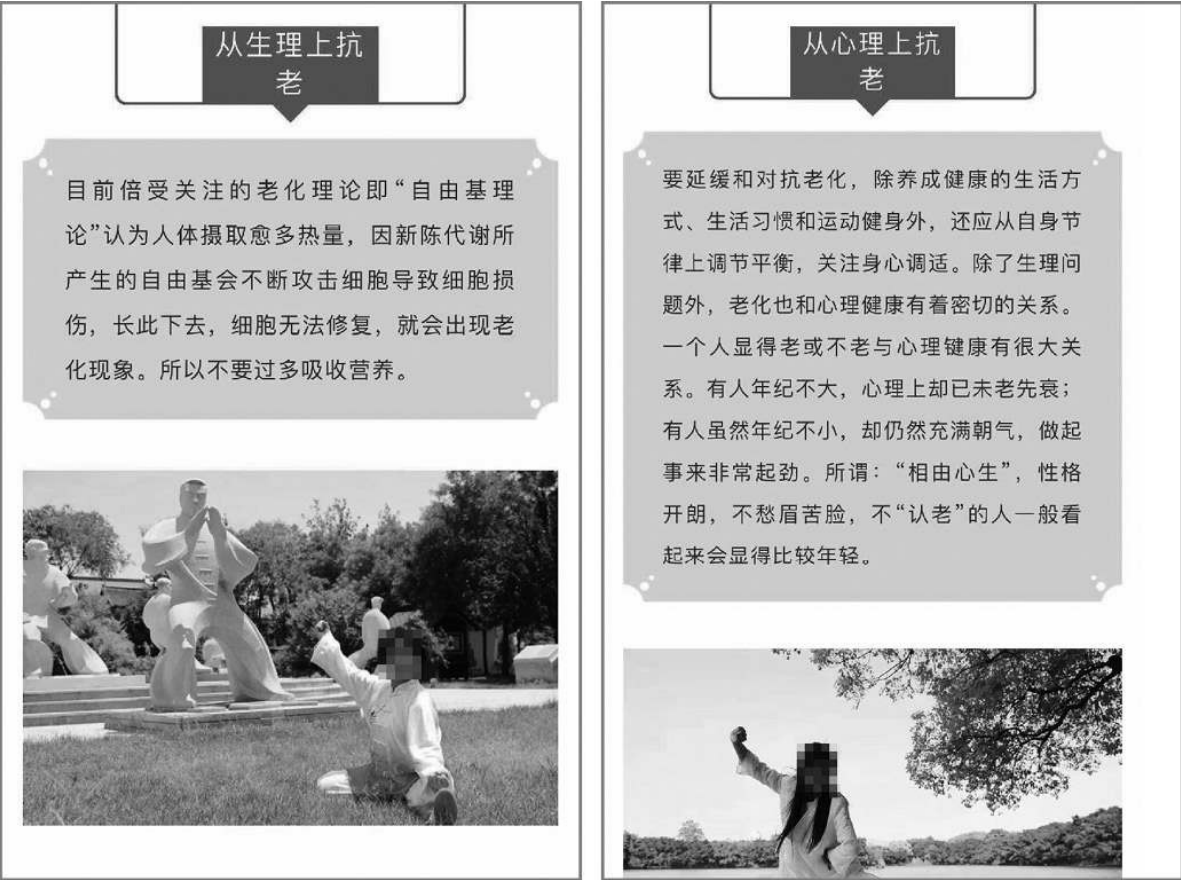 从生理上抗
老
目前倍受关注的老化理论即“自由基理
论”认为人体摄取愈多热量，因新陈代谢所
产生的自由基会不断攻击细胞导致细胞损
伤，长此下去，细胞无法修复，就会出现老
化现象。所以不要过多吸收营养。
从心理上抗
老
要延缓和对抗老化，除养成健康的生活方
式、生活习惯和运动健身外，还应从自身节
律上调节平衡，关注身心调适。除了生理问
题外，老化也和心理健康有着密切的关系。
一个人显得老或不老与心理键康有很大关
系。有人年纪不大，心理上却已未老先衰；
有人虽然年纪不小，却仍然充满朝气，做起
事来非常起劲。所谓：“相由心生”，性格
开朗，不愁眉苦脸，不“认老”的人一般看
起来会显得比较年轻。